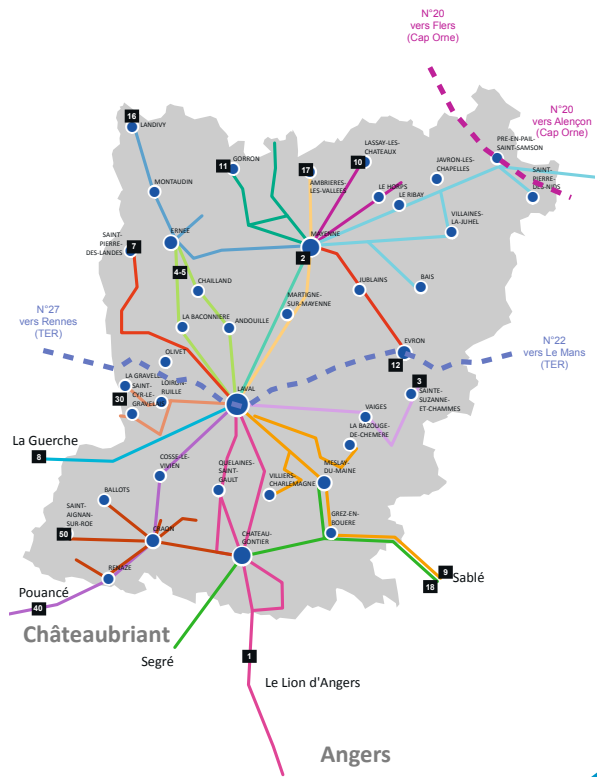 N°20
vers Flers
(Cap Orne)
N°20
vers Alençon
(Cap Orne)
16
LANDIVY
PRE-EN-PAIL-
SAINT-SAMSON
11
GORRON
17
AMBRIERES
-LES-VALLEES
10
LASSAY-LES-
CHATEAUX
JAVRON-LES-
CHAPELLES
SAINT-
PIERRE-
DES-NIDS
MONTAUDIN
LE HORPS
LE RIBAY
SAINT-
PIERRE-
DES-LANDES
7
ERNEE
MAYENNE
2
VILLAINES-
LA-JUHEL
4-5
CHAILLAND
JUBLAINS
BAIS
MARTIGNE-
SUR-MAYENNE
N°27
vers Rennes
(TER)
LA BACONNIERE
ANDOUILLE
OLIVET
EVRON
12
N°22
vers Le Mans
(TER)
LA GRAVELLE
SAINT-
CYR-LE-
GRAVELAIS
30
LOIRON-
RUILLE
LAVAL
3
SAINTE-
SUZANNE-
ET-CHAMMES
VAIGES
LA BAZOUGE-
DE-CHEMERE
La Guerche
8
COSSE-LE-
VIVIEN
QUELAINES-
SAINT-
GAULT
VILLIERS-
CHARLEMAGNE
MESLAY-
DU-MAINE
BALLOTS
SAINT-
AIGNAN-
SUR-ROE
50
CRAON
CHATEAU-
GONTIER
GREZ-EN-
BOUERE
RENAZE
9
18
Sablé
Pouancé
40
Châteaubriant
Segré
1
Le Lion d'Angers
Angers